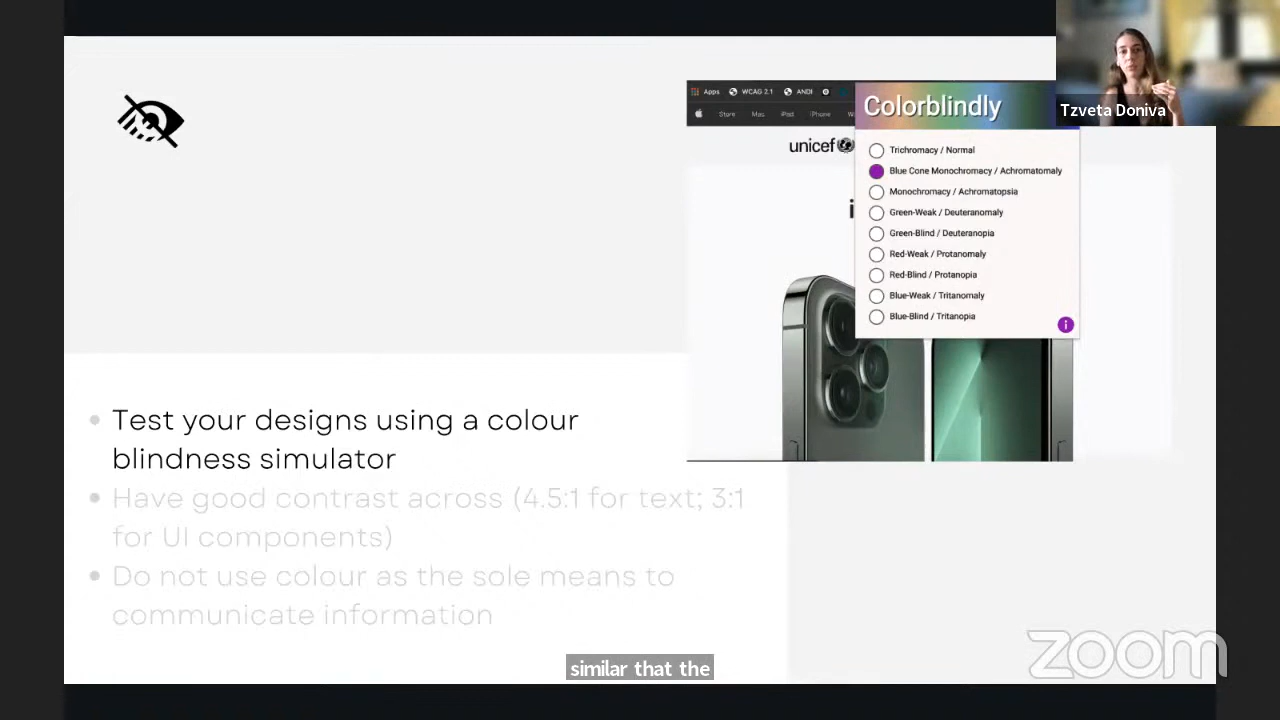 Apps WCAG 2.1 ANDI
Store Mac iPad iPhone W
unicef
i
Colorblindly
Trichromacy / Normal
Blue Cone Monochromacy / Achromatomaly
Monochromacy / Achromatopsia
Green-Weak / Deuteranomaly
Green-Blind / Deuteranopia
Red-Weak / Protanomaly
Red-Blind / Protanopia
Blue-Weak / Tritanomaly
Blue-Blind / Tritanopia
i
Tzveta Doniva
Test your designs using a colour
blindness simulator
Have good contrast across (4.5:1 for text; 3:1
for UI components)
Do not use colour as the sole means to
communicate information
similar that the
zoom